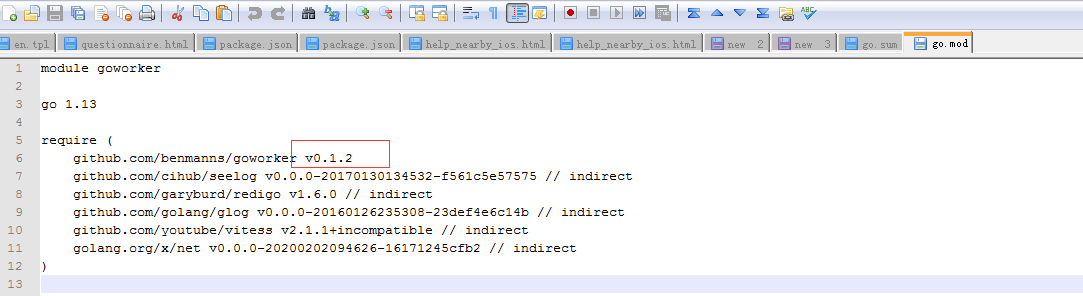 en.tpl questionnaire.html package.json package.json help_nearby_ios.html help_nearby_ios.html new 2 new 3 go.sum go.mod
1 module goworker
2
3 go 1.13
4
5 require (
6 github.com/benmanns/goworker v0.1.2
7 github.com/cihub/seelog v0.0.0-20170130134532-f561c5e57575 // indirect
8 github.com/garyburd/redigo v1.6.0 // indirect
9 github.com/golang/glog v0.0.0-20160126235308-23def4e6c14b // indirect
10 github.com/youtube/vitess v2.1.1+incompatible // indirect
11 golang.org/x/net v0.0.0-20200202094626-16171245cfb2 // indirect
12 )
13